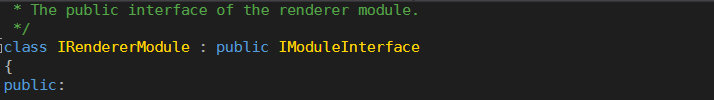 * The public interface of the renderer module.
*/
class IRendererModule : public IModuleInterface
{
public: